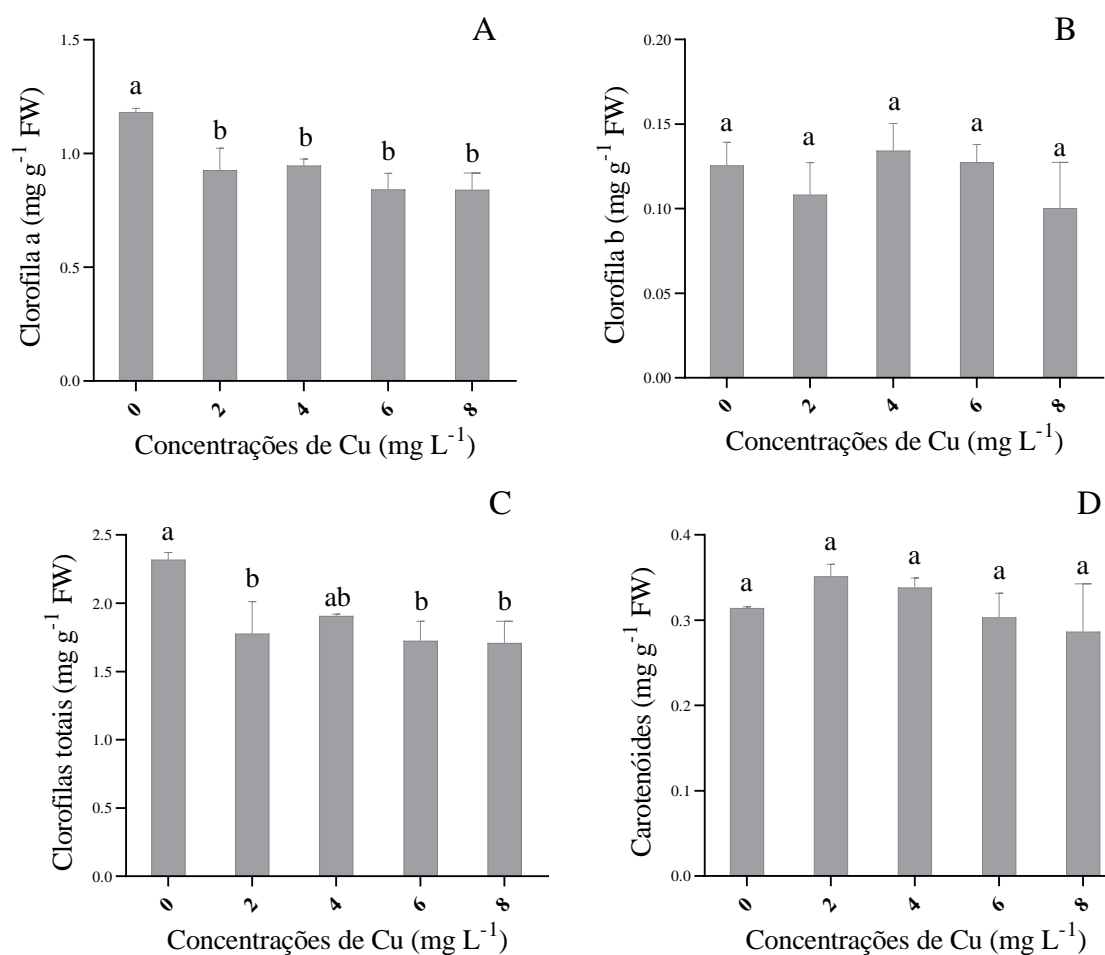 A
Clorofila a (mg g-1 FW)
1.5
1.0
0.5
0.0
a
b
b
b
b
0
2
4
6
8
Concentrações de Cu (mg L-1)
B
Clorofila b (mg g-1 FW)
0.20
0.15
0.10
0.05
0.00
a
a
a
a
a
0
2
4
6
8
Concentrações de Cu (mg L-1)
C
Clorofilas totais (mg g-1 FW)
2.5
2.0
1.5
1.0
0.5
0.0
a
b
ab
b
b
0
2
4
6
8
Concentrações de Cu (mg L-1)
D
Carotenóides (mg g-1 FW)
0.4
0.3
0.2
0.1
0.0
a
a
a
a
a
0
2
4
6
8
Concentrações de Cu (mg L-1)